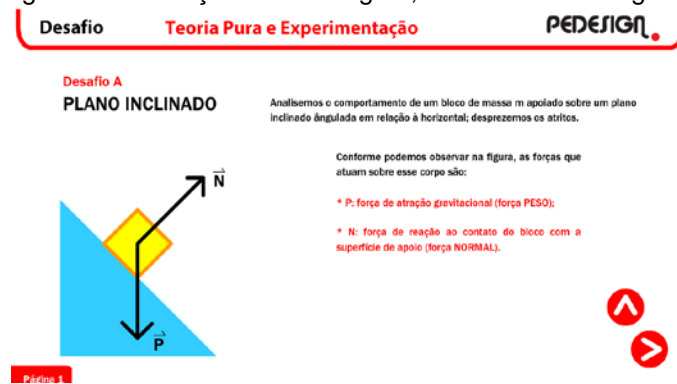 Desafio Teoria Pura e Experimentação PEDESIGN
Desafio A
PLANO INCLINADO
Analisemos o comportamento de um bloco de massa m apoiado sobre um plano
inclinado ângulada em relação à horizontal; desprezemos os atritos.
Conforme podemos observar na figura, as forças que
atuam sobre esse corpo são:
* P: força de atração gravitacional (força PESO);
* N: força de reação ao contato do bloco com a
superfície de apoio (força NORMAL).
N
P
Página 1